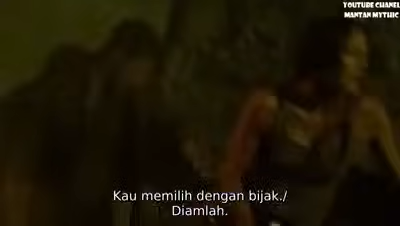 YOUTUBE CHANEL
MANTAN MYTHIC
Kau memilih dengan bijak./
Diamlah.